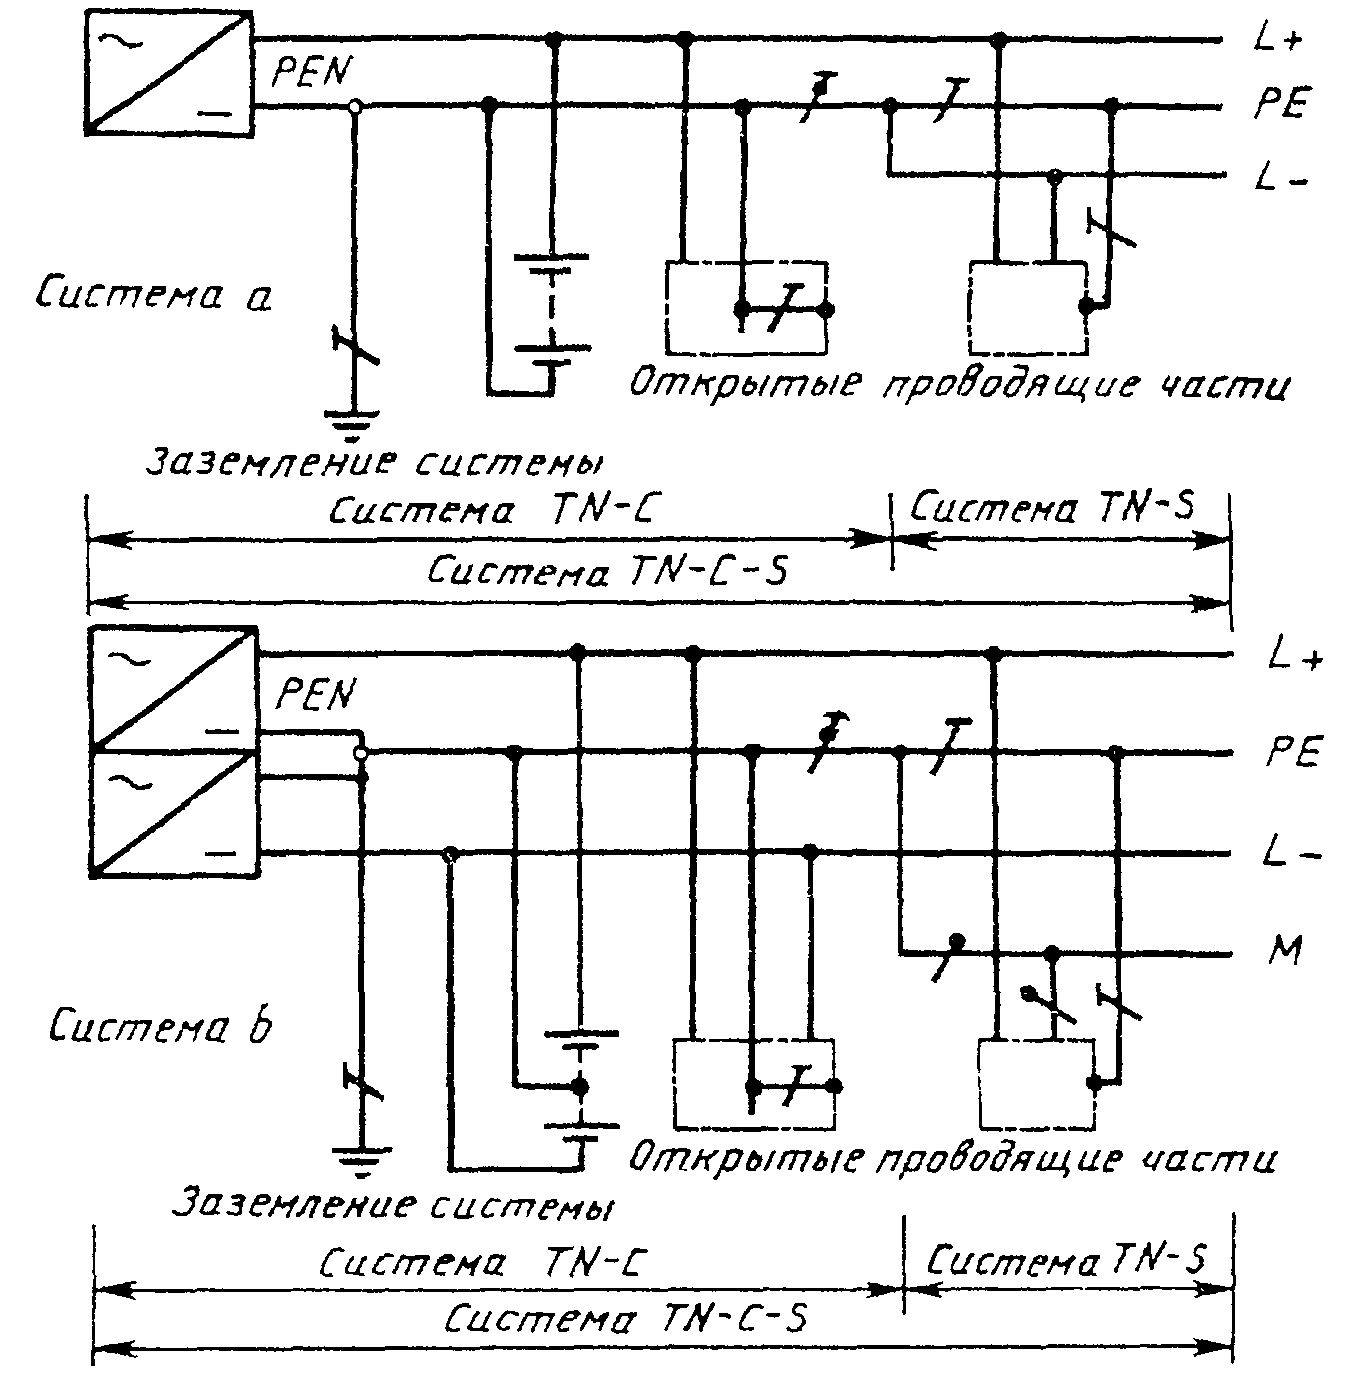 L+
PEN
PE
L-
Система а
Открытые проводящие части
Заземление системы
Система TN-C
Система TN-S
Система TN-C-S
L+
PEN
PE
L-
M
Система b
Открытые проводящие части
Заземление системы
Система TN-C
Система TN-S
Система TN-C-S